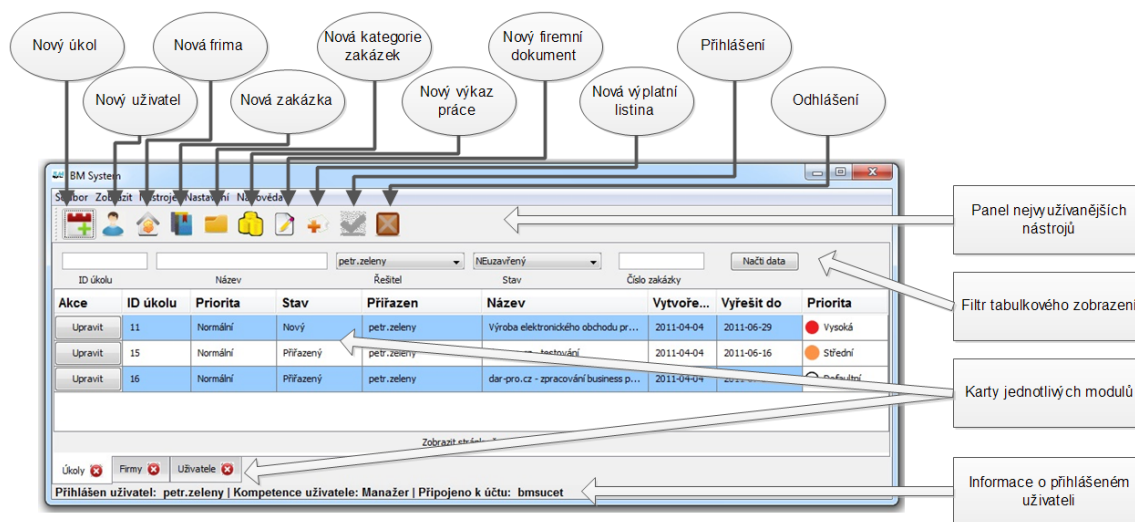 Nový úkol
Nová frima
Nová kategorie
zakázek
Nový firemní
dokument
Přihlášení
Nový uživatel
Nová zakázka
Nový výkaz
práce
Nová výplatní
listina
Odhlášení
BM System
Soubor Zobrazit Nástroje Nastavení Nápověda
Panel nejvyužívanějších
nástrojů
petr.zeleny NEuzavřený Načti data
ID úkolu Název Řešitel Stav Číslo zakázky
Filtr tabulkového zobrazení
Akce ID úkolu Priorita Stav Přiřazen Název Vytvoře... Vyřešit do Priorita
Upravit 11 Normální Nový petr.zeleny Výroba elektronického obchodu pr... 2011-04-04 2011-06-29 Vysoká
Upravit 15 Normální Přiřazený petr.zeleny - testování 2011-04-04 2011-06-16 Střední
Upravit 16 Normální Přiřazený petr.zeleny dar-pro.cz - zpracování business p... 2011-04-04 Defaultní
Karty jednotlivých modulů
Zobrazit
Úkoly Firmy Uživatele
Přihlášen uživatel: petr.zeleny | Kompetence uživatele: Manažer | Připojeno k účtu: bmsucet
Informace o přihlášeném
uživateli